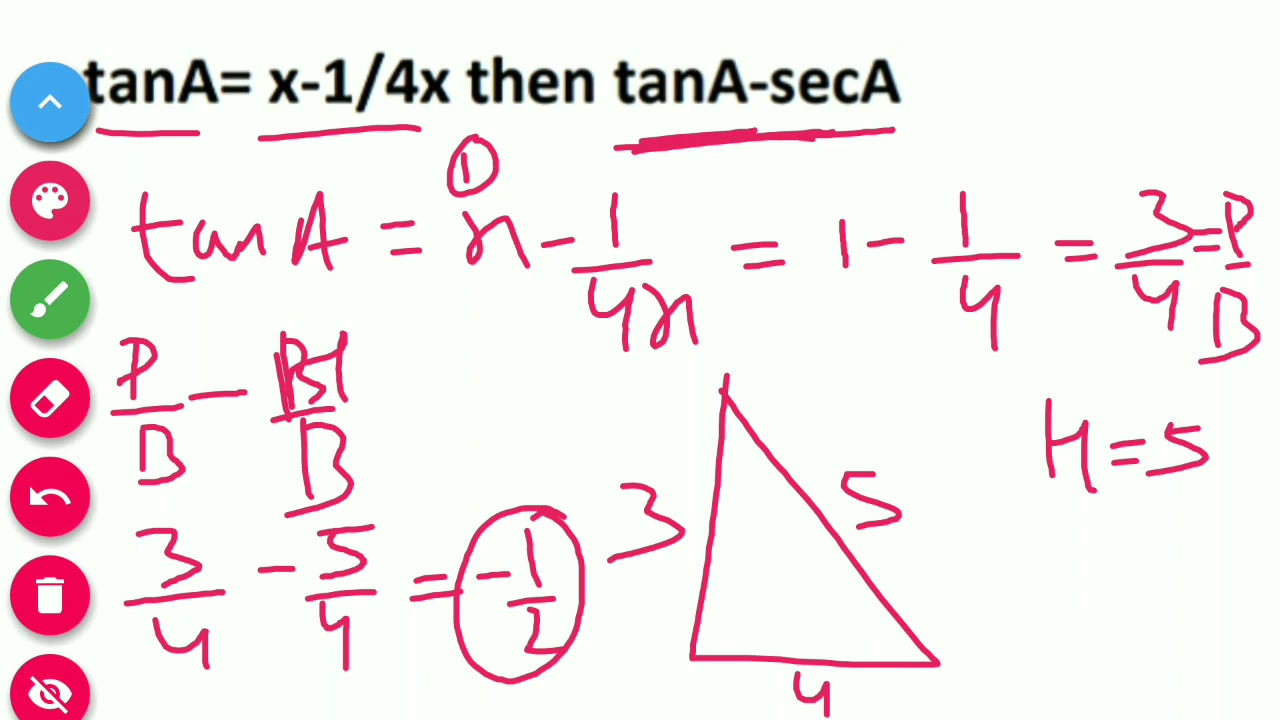 tanA= x-1/4x then tanA-secA
①
tan A = x - 1/4x = 1 - 1/4 = 3/4 = P/B
P/B - H/B
H = 5
3/4 - 5/4 = -1/2
3 5
4